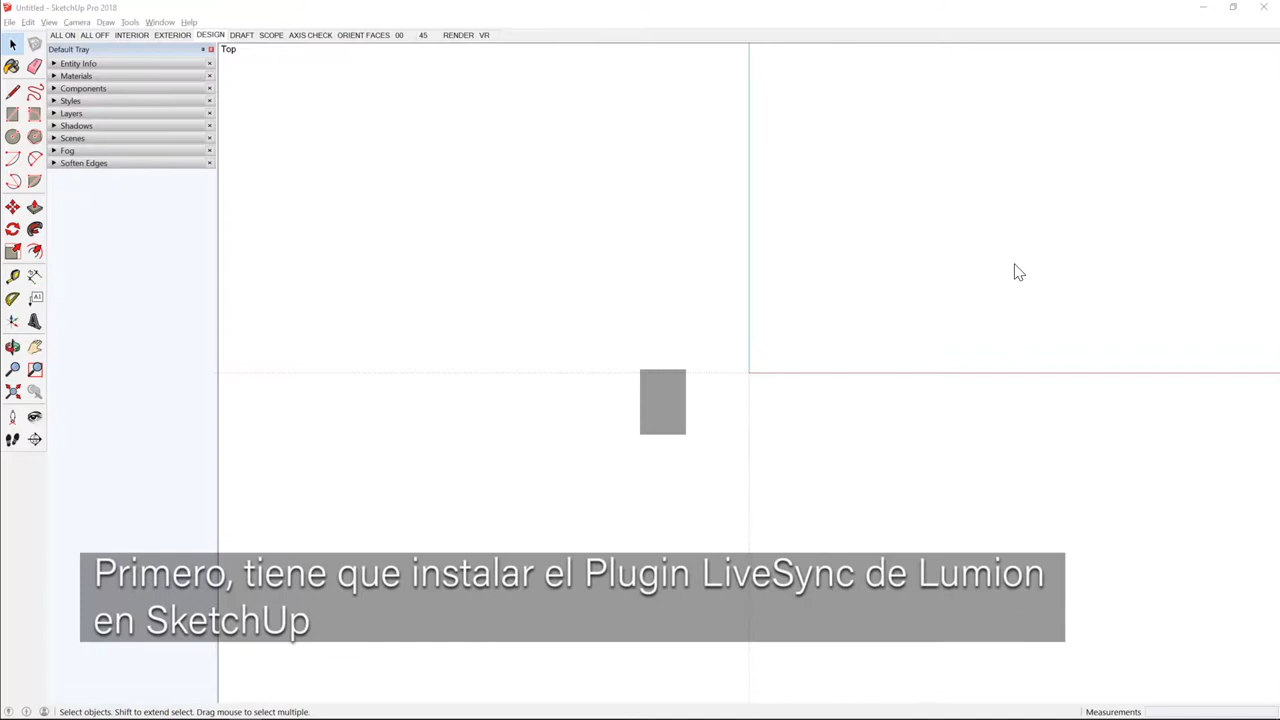 Untitled - SketchUp Pro 2018
File Edit View Camera Draw Tools Window Help
ALL ON ALL OFF INTERIOR EXTERIOR DESIGN DRAFT SCOPE AXIS CHECK ORIENT FACES 00 45 RENDER VR
Default Tray
Top
Entity Info
Materials
Components
Styles
Layers
Shadows
Scenes
Fog
Soften Edges
A1
Primero, tiene que instalar el Plugin LiveSync de Lumion
en SketchUp
Select objects. Shift to extend select. Drag mouse to select multiple.
Measurements